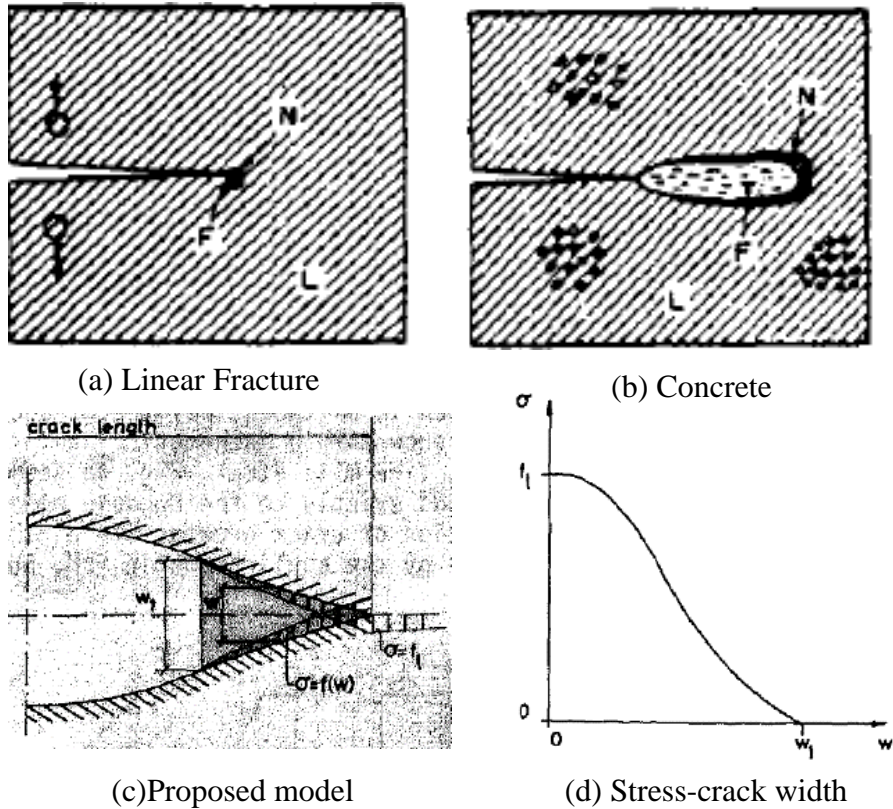 N
F
L
N
F
L
(a) Linear Fracture
(b) Concrete
crack length
w₁
w
σ=f₁
σ=f(w)
(c)Proposed model
σ
f₁
0
0
w₁
w
(d) Stress-crack width